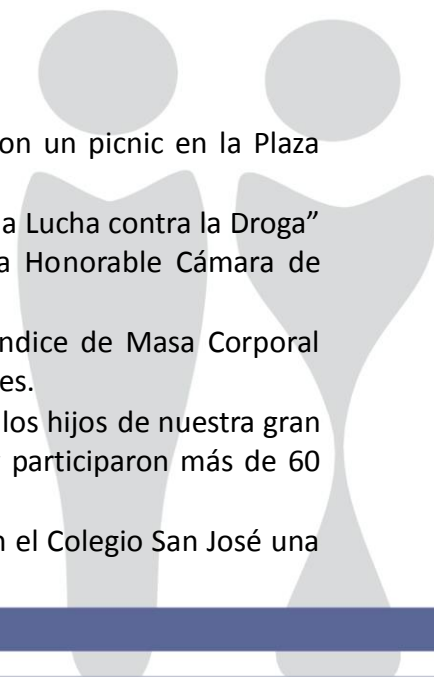 on un picnic en la Plaza
a Lucha contra la Droga”
a Honorable Cámara de
ndice de Masa Corporal
es.
los hijos de nuestra gran
participaron más de 60
n el Colegio San José una